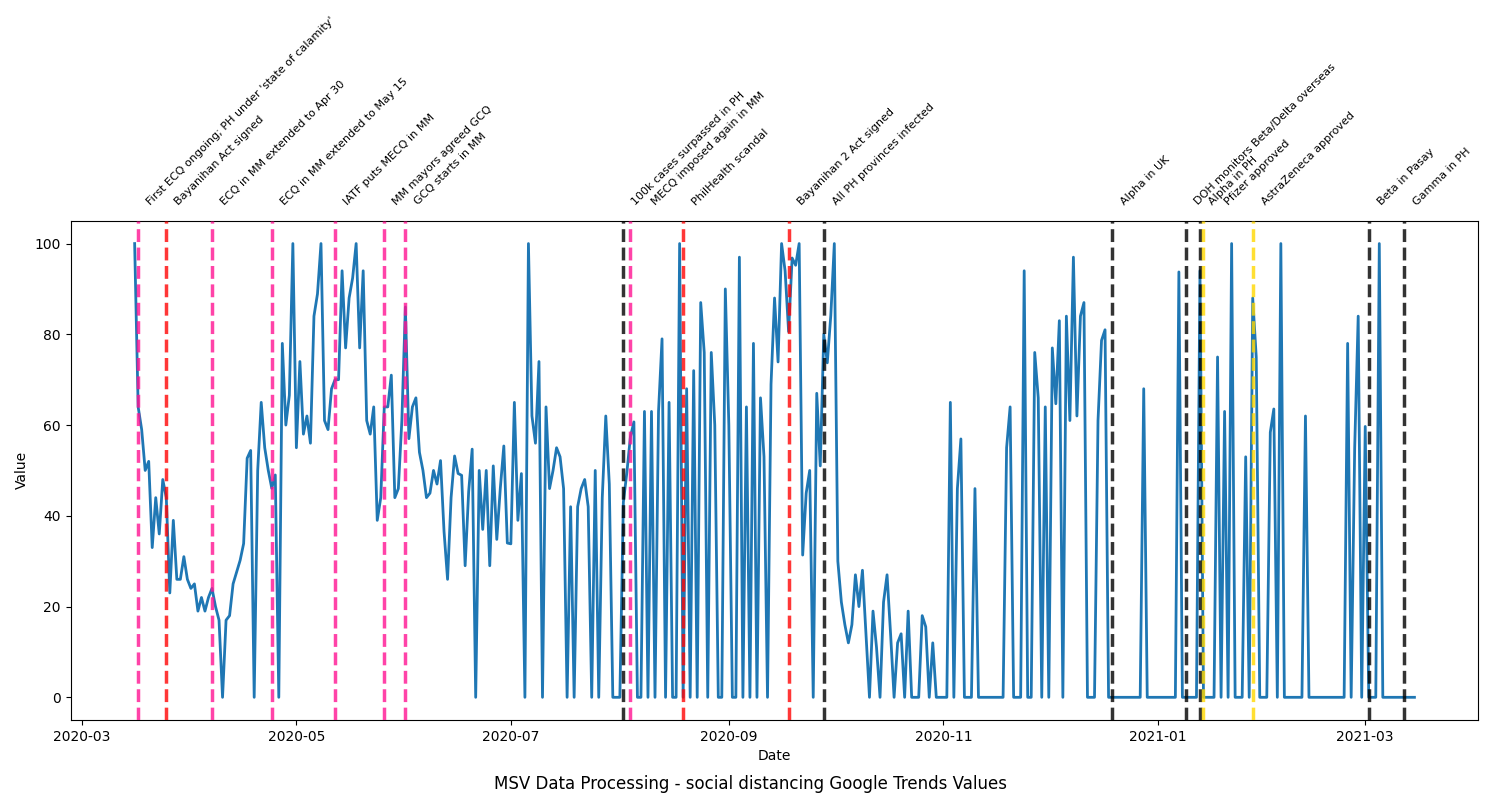 First ECQ ongoing; PH under 'state of calamity'
Bayanihan Act signed
ECQ in MM extended to Apr 30
ECQ in MM extended to May 15
IATF puts MECQ in MM
MM mayors agreed GCQ
GCQ starts in MM
100k cases surpassed in PH
MECQ imposed again in MM
PhilHealth scandal
Bayanihan 2 Act signed
All PH provinces infected
Alpha in UK
DOH monitors Beta/Delta overseas
Alpha in PH
Pfizer approved
AstraZeneca approved
Beta in Pasay
Gamma in PH
100
80
60
40
20
0
Value
2020-03
2020-05
2020-07
2020-09
2020-11
2021-01
2021-03
Date
MSV Data Processing - social distancing Google Trends Values